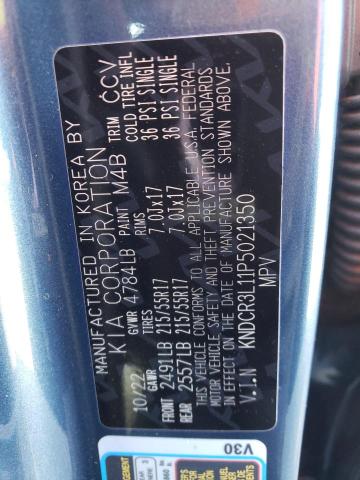 MANUFACTURED IN KOREA BY
KIA CORPORATION
10/22 GVWR 4784LB PAINT M4B TRIM CCV
GAWR TIRES RIMS COLD TIRE INFL
FRONT 2491LB 215/55R17 7.0JX17 36 PSI SINGLE
REAR 2557LB 215/55R17 7.0JX17 36 PSI SINGLE
THIS VEHICLE CONFORMS TO ALL APPLICABLE U.S.A. FEDERAL
MOTOR VEHICLE SAFETY AND THEFT PREVENTION STANDARDS
IN EFFECT ON THE DATE OF MANUFACTURE SHOWN ABOVE.
V.I.N KNDCR3L11P5021350
MPV
V30